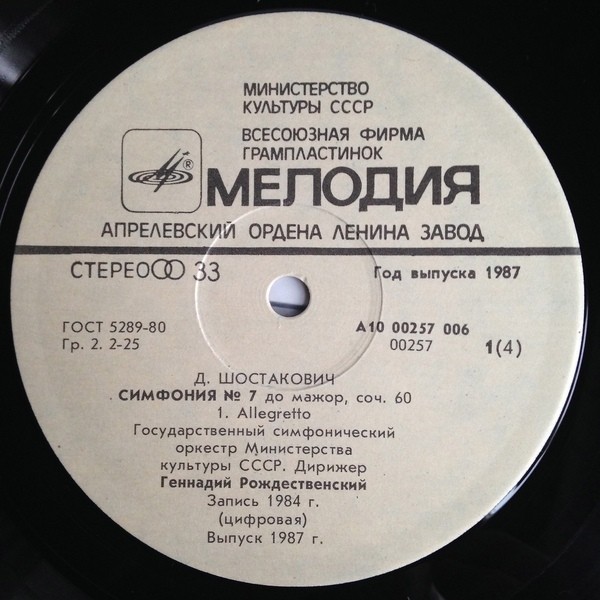 МИНИСТЕРСТВО
КУЛЬТУРЫ СССР
ВСЕСОЮЗНАЯ ФИРМА
ГРАМПЛАСТИНОК
®
МЕЛОДИЯ
АПРЕЛЕВСКИЙ ОРДЕНА ЛЕНИНА ЗАВОД
СТЕРЕО 33 Год выпуска 1987
ГОСТ 5289-80 А10 00257 006
Гр. 2. 2-25 00257 1(4)
Д. ШОСТАКОВИЧ
СИМФОНИЯ № 7 до мажор, соч. 60
1. Allegretto
Государственный симфонический
оркестр Министерства
культуры СССР. Дирижер
Геннадий Рождественский
Запись 1984 г.
(цифровая)
Выпуск 1987 г.